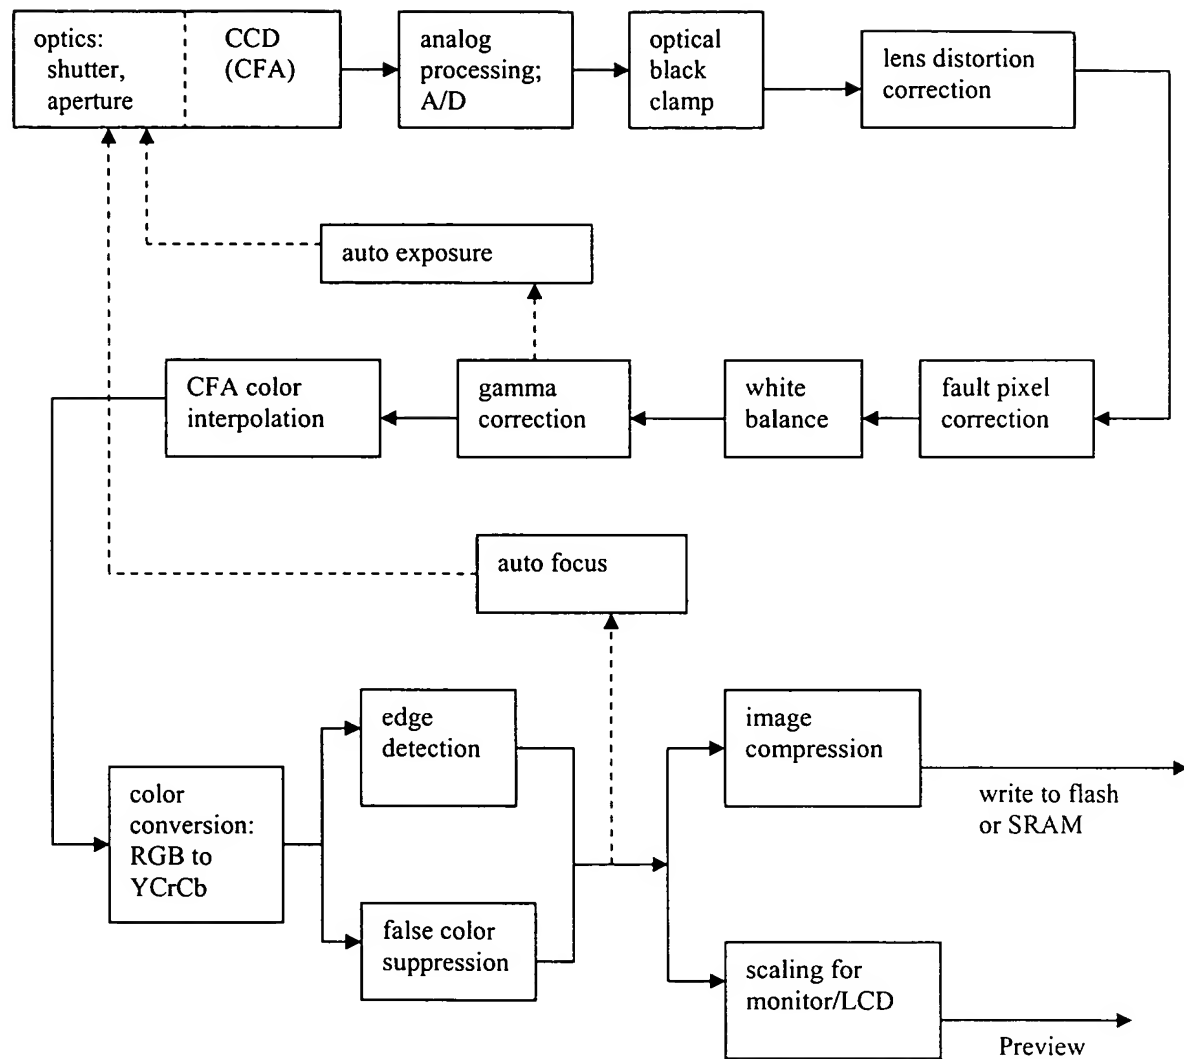 optics:
shutter,
aperture
CCD
(CFA)
analog
processing;
A/D
optical
black
clamp
lens distortion
correction
auto exposure
CFA color
interpolation
gamma
correction
white
balance
fault pixel
correction
auto focus
edge
detection
image
compression
color
conversion:
RGB to
YCrCb
write to flash
or SRAM
false color
suppression
scaling for
monitor/LCD
Preview